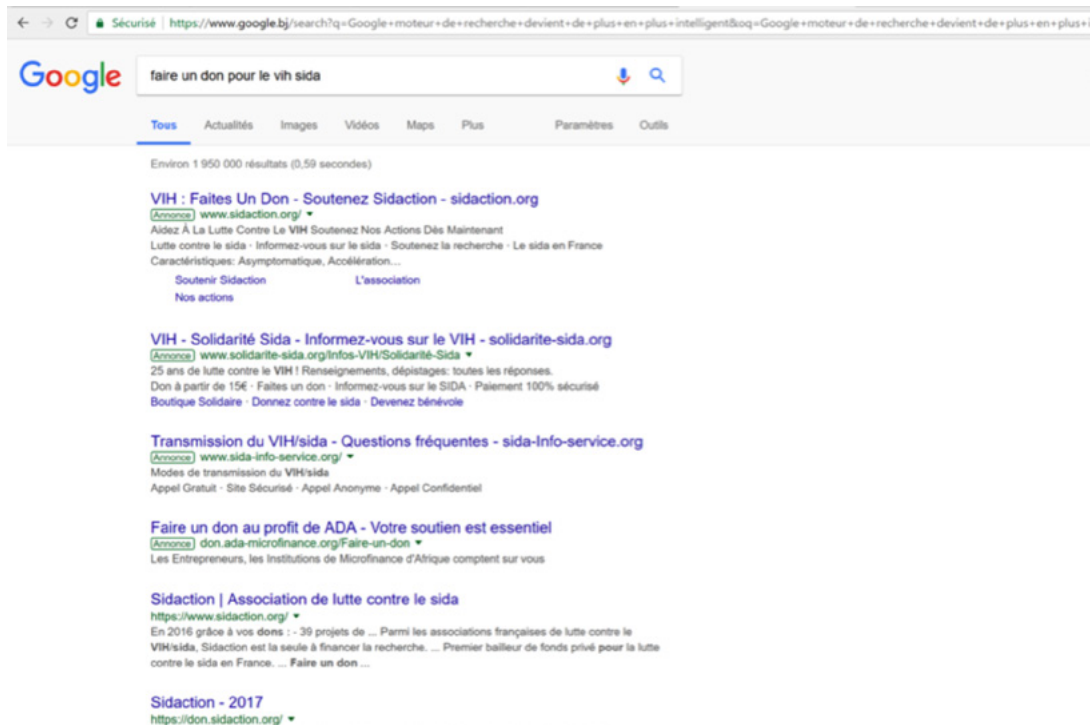 Sécurisé | https://www.google.bj/search?q=Google+moteur+de+recherche+devient+de+plus+en+plus+intelligent&oq=Google+moteur+de+recherche+devient+de+plus+en+plus+i
Google faire un don pour le vih sida
Tous Actualités Images Vidéos Maps Plus Paramètres Outils
Environ 1 950 000 résultats (0,59 secondes)
VIH : Faites Un Don - Soutenez Sidaction - sidaction.org
Annonce www.sidaction.org/
Aidez À La Lutte Contre Le VIH Soutenez Nos Actions Dès Maintenant
Lutte contre le sida · Informez-vous sur le sida · Soutenez la recherche · Le sida en France
Caractéristiques: Asymptomatique, Accélération...
Soutenir Sidaction L'association
Nos actions
VIH - Solidarité Sida - Informez-vous sur le VIH - solidarite-sida.org
Annonce www.solidarite-sida.org/Infos-VIH/Solidarité-Sida
25 ans de lutte contre le VIH ! Renseignements, dépistages: toutes les réponses.
Don à partir de 15€ · Faites un don · Informez-vous sur le SIDA · Paiement 100% sécurisé
Boutique Solidaire · Donnez contre le sida · Devenez bénévole
Transmission du VIH/sida - Questions fréquentes - sida-Info-service.org
Annonce www.sida-info-service.org/
Modes de transmission du VIH/sida
Appel Gratuit · Site Sécurisé · Appel Anonyme · Appel Confidentiel
Faire un don au profit de ADA - Votre soutien est essentiel
Annonce don.ada-microfinance.org/Faire-un-don
Les Entrepreneurs, les Institutions de Microfinance d'Afrique comptent sur vous
Sidaction | Association de lutte contre le sida
https://www.sidaction.org/
En 2016 grâce à vos dons : - 39 projets de ... Parmi les associations françaises de lutte contre le
VIH/sida, Sidaction est la seule à financer la recherche. ... Premier bailleur de fonds privé pour la lutte
contre le sida en France. ... Faire un don ...
Sidaction - 2017
https://don.sidaction.org/